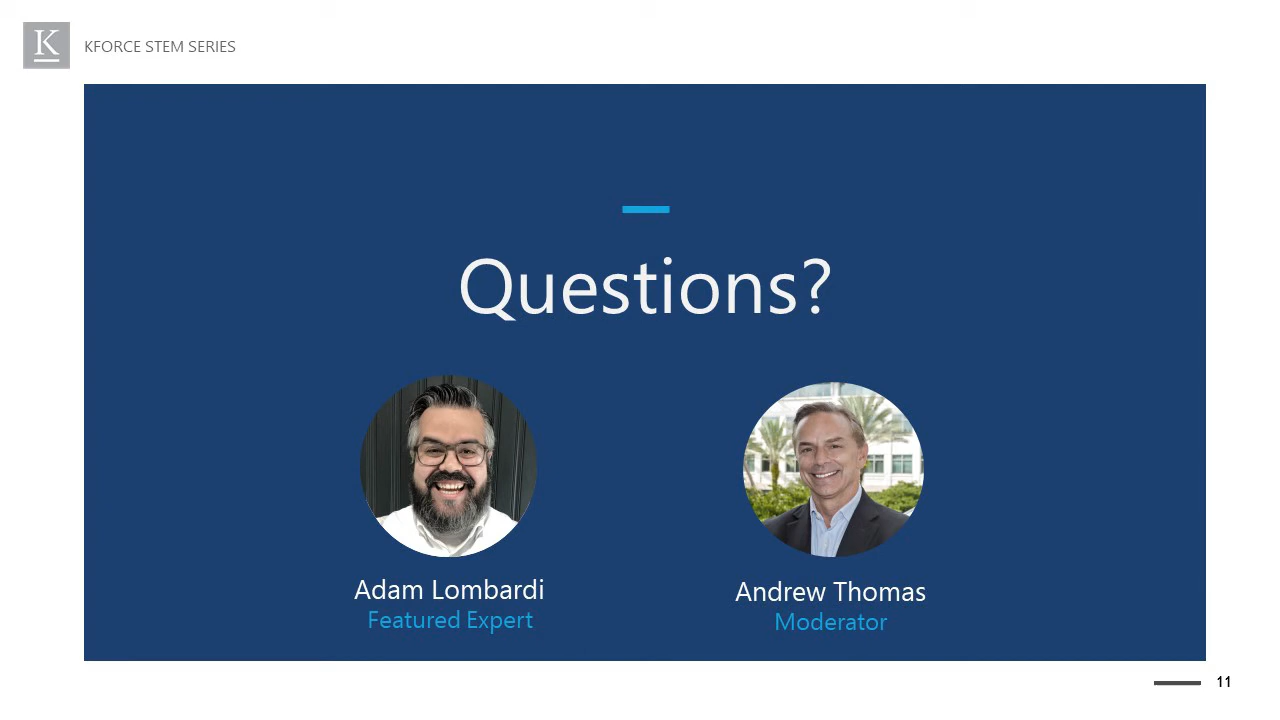 K
KFORCE STEM SERIES
Questions?
Adam Lombardi
Featured Expert
Andrew Thomas
Moderator
11